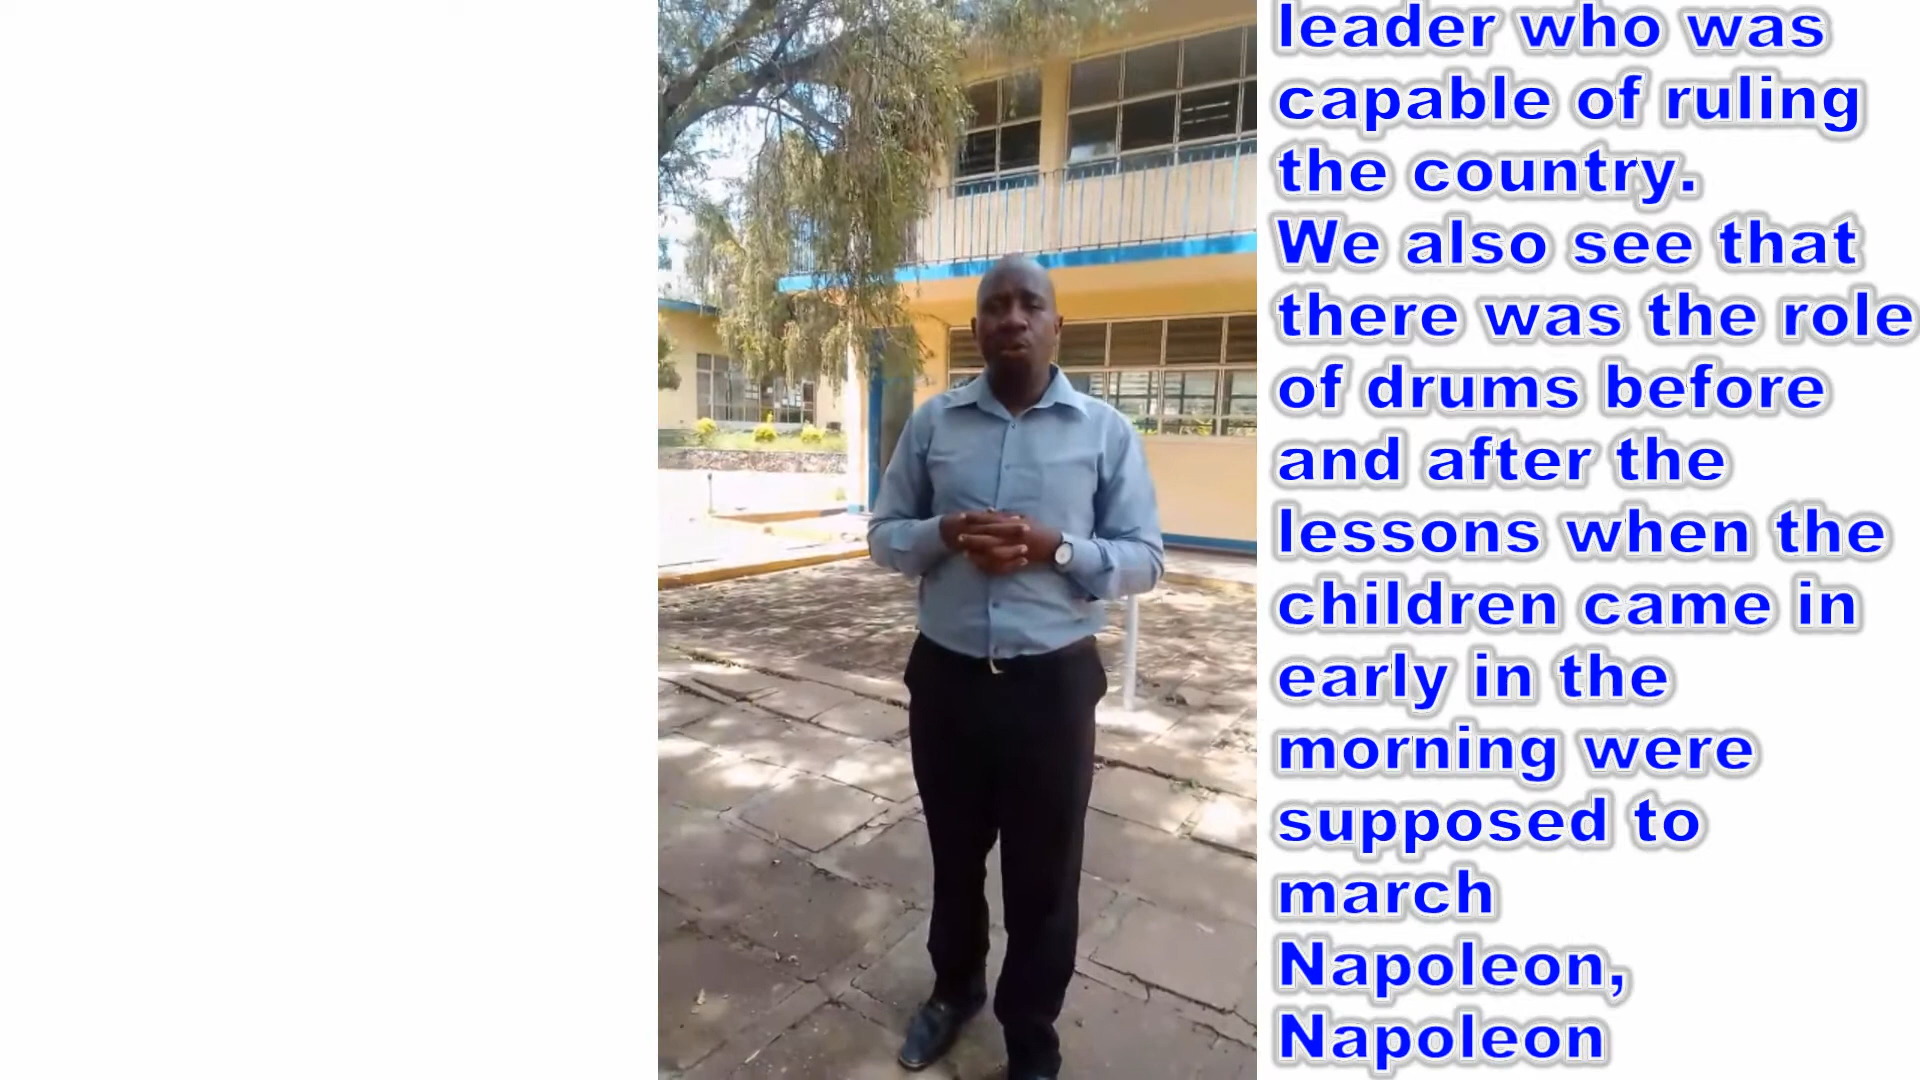 leader who was
capable of ruling
the country.
We also see that
there was the role
of drums before
and after the
lessons when the
children came in
early in the
morning were
supposed to
march
Napoleon,
Napoleon